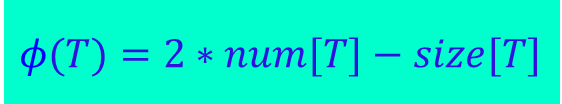 ϕ(T) = 2 ∗ num[T] − size[T]